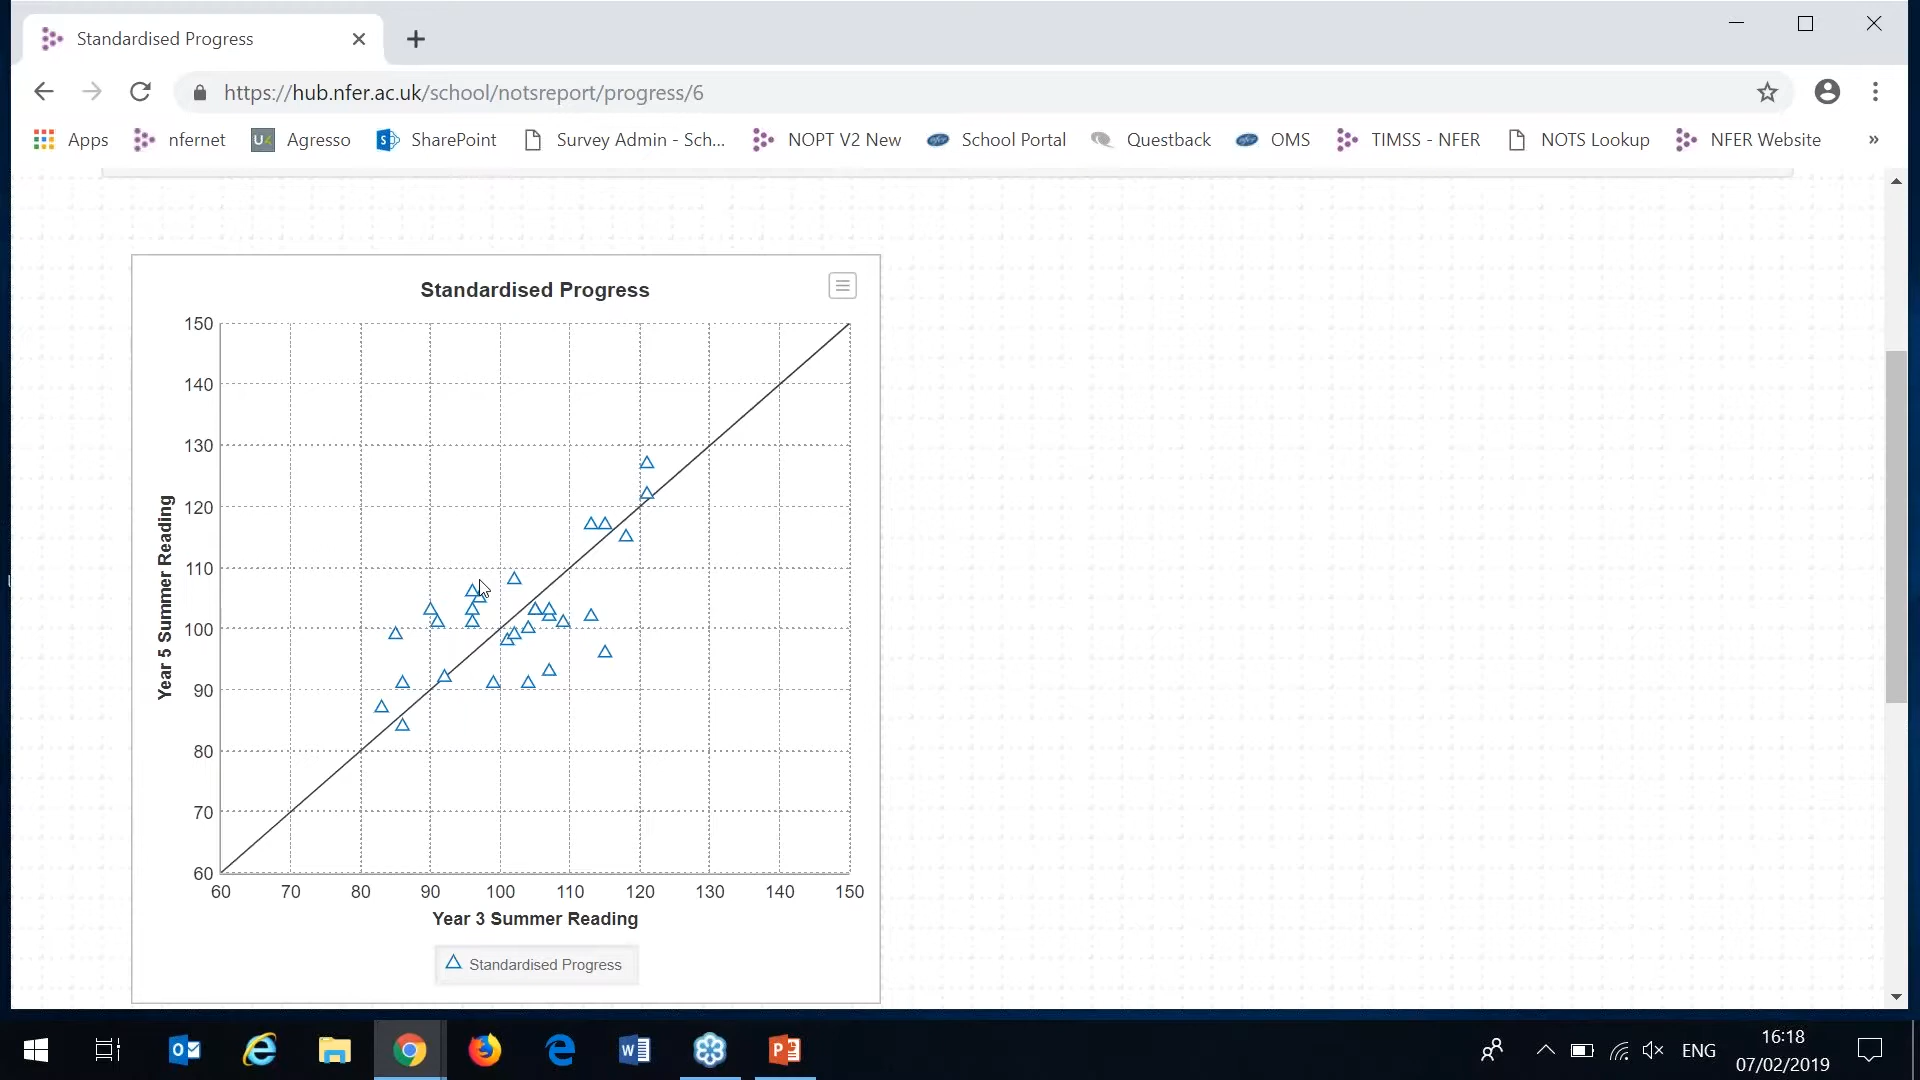 Standardised Progress
https://hub.nfer.ac.uk/school/notsreport/progress/6
Apps nfernet Agresso SharePoint Survey Admin - Sch... NOPT V2 New School Portal Questback OMS TIMSS - NFER NOTS Lookup NFER Website »
Standardised Progress
150
140
130
120
110
100
90
80
70
60
Year 5 Summer Reading
60 70 80 90 100 110 120 130 140 150
Year 3 Summer Reading
Standardised Progress
ENG
16:18
07/02/2019